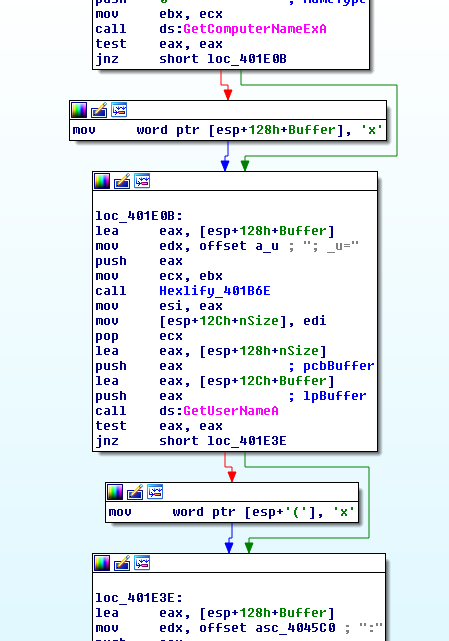 mov ebx, ecx
call ds:GetComputerNameExA
test eax, eax
jnz short loc_401E0B
mov word ptr [esp+128h+Buffer], 'x'
loc_401E0B:
lea eax, [esp+128h+Buffer]
mov edx, offset a_u ; "; _u="
push eax
mov ecx, ebx
call Hexlify_401B6E
mov esi, eax
mov [esp+12Ch+nSize], edi
pop ecx
lea eax, [esp+128h+nSize]
push eax ; pcbBuffer
lea eax, [esp+12Ch+Buffer]
push eax ; lpBuffer
call ds:GetUserNameA
test eax, eax
jnz short loc_401E3E
mov word ptr [esp+'('], 'x'
loc_401E3E:
lea eax, [esp+128h+Buffer]
mov edx, offset asc_4045C0 ; ":"